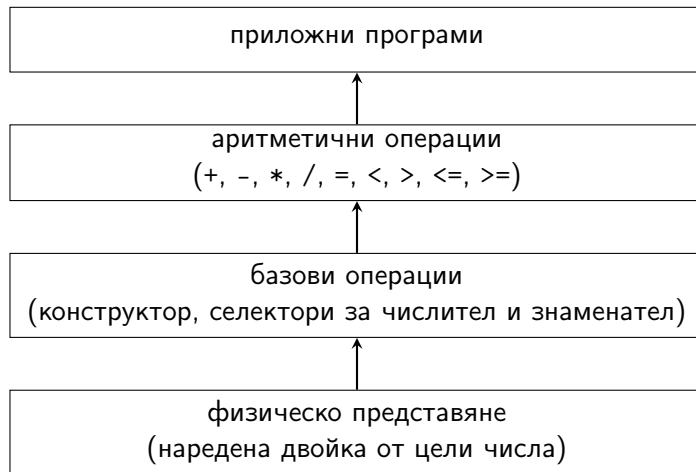 приложни програми
аритметични операции
(+, -, *, /, =, <, >, <=, >=)
базови операции
(конструктор, селектори за числител и знаменател)
физическо представяне
(наредена двойка от цели числа)